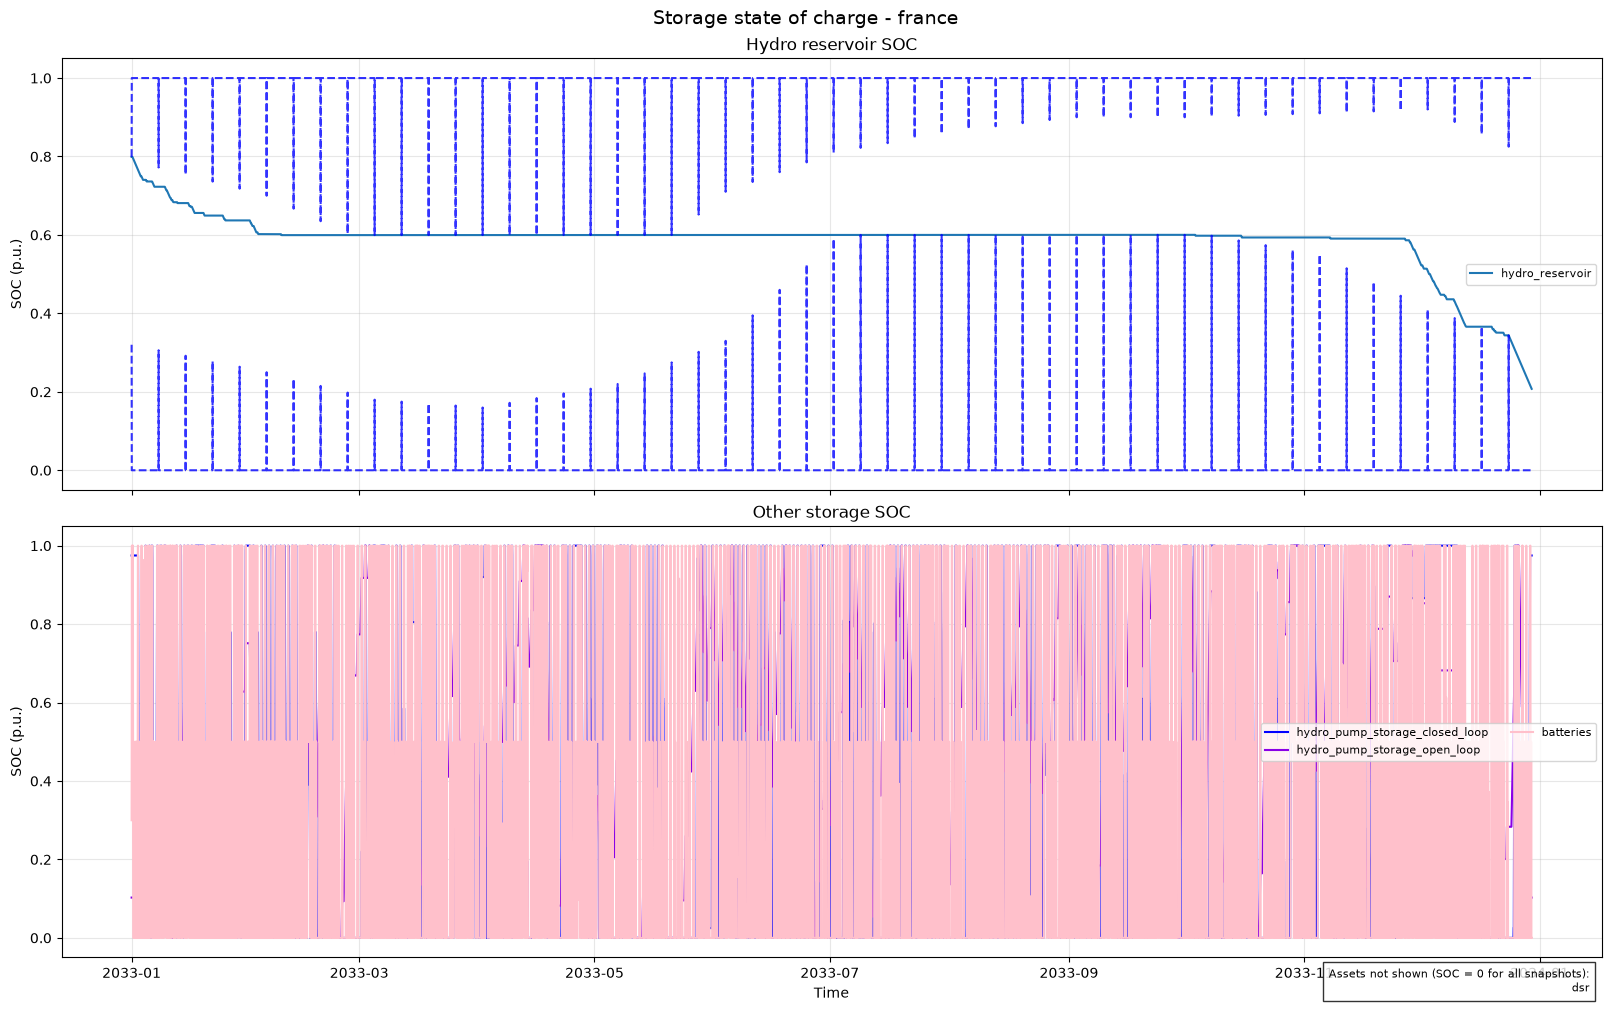 Storage state of charge - france
Hydro reservoir SOC
1.0
0.8
0.6
0.4
0.2
0.0
SOC (p.u.)
hydro_reservoir
Other storage SOC
1.0
0.8
0.6
0.4
0.2
0.0
SOC (p.u.)
hydro_pump_storage_closed_loop
hydro_pump_storage_open_loop
batteries
2033-01
2033-03
2033-05
2033-07
2033-09
2033-1
Time
Assets not shown (SOC = 0 for all snapshots):
dsr